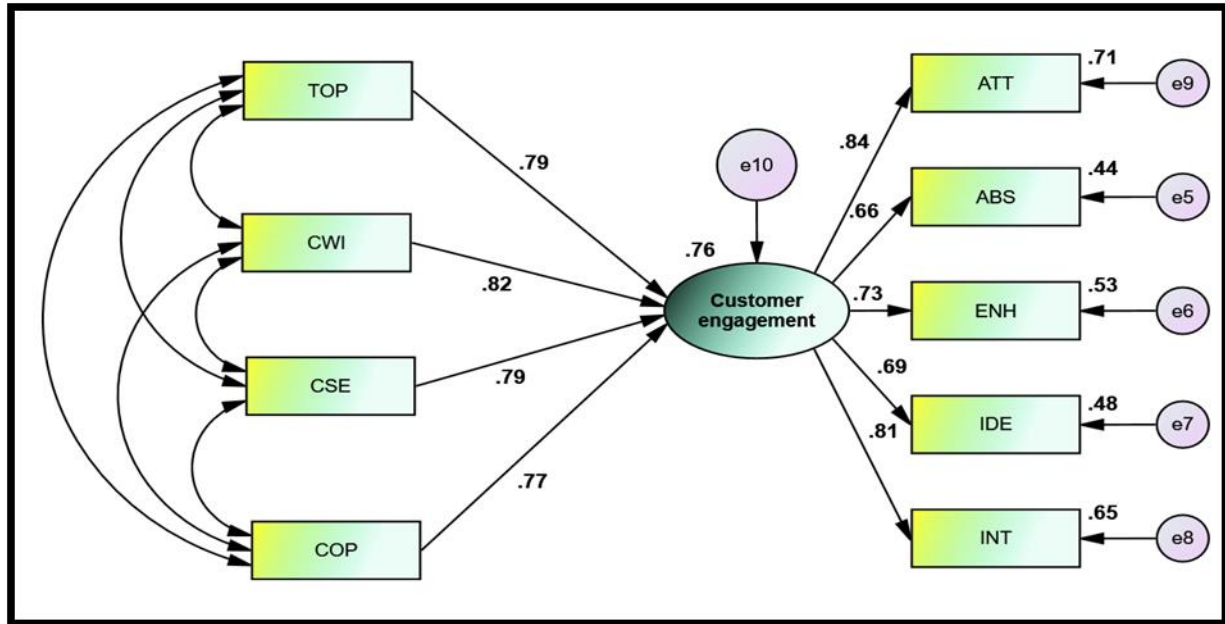 TOP
CWI
CSE
COP
.79
.82
.79
.77
e10
.76
Customer
engagement
.84
.66
.73
.69
.81
ATT
.71
e9
ABS
.44
e5
ENH
.53
e6
IDE
.48
e7
INT
.65
e8